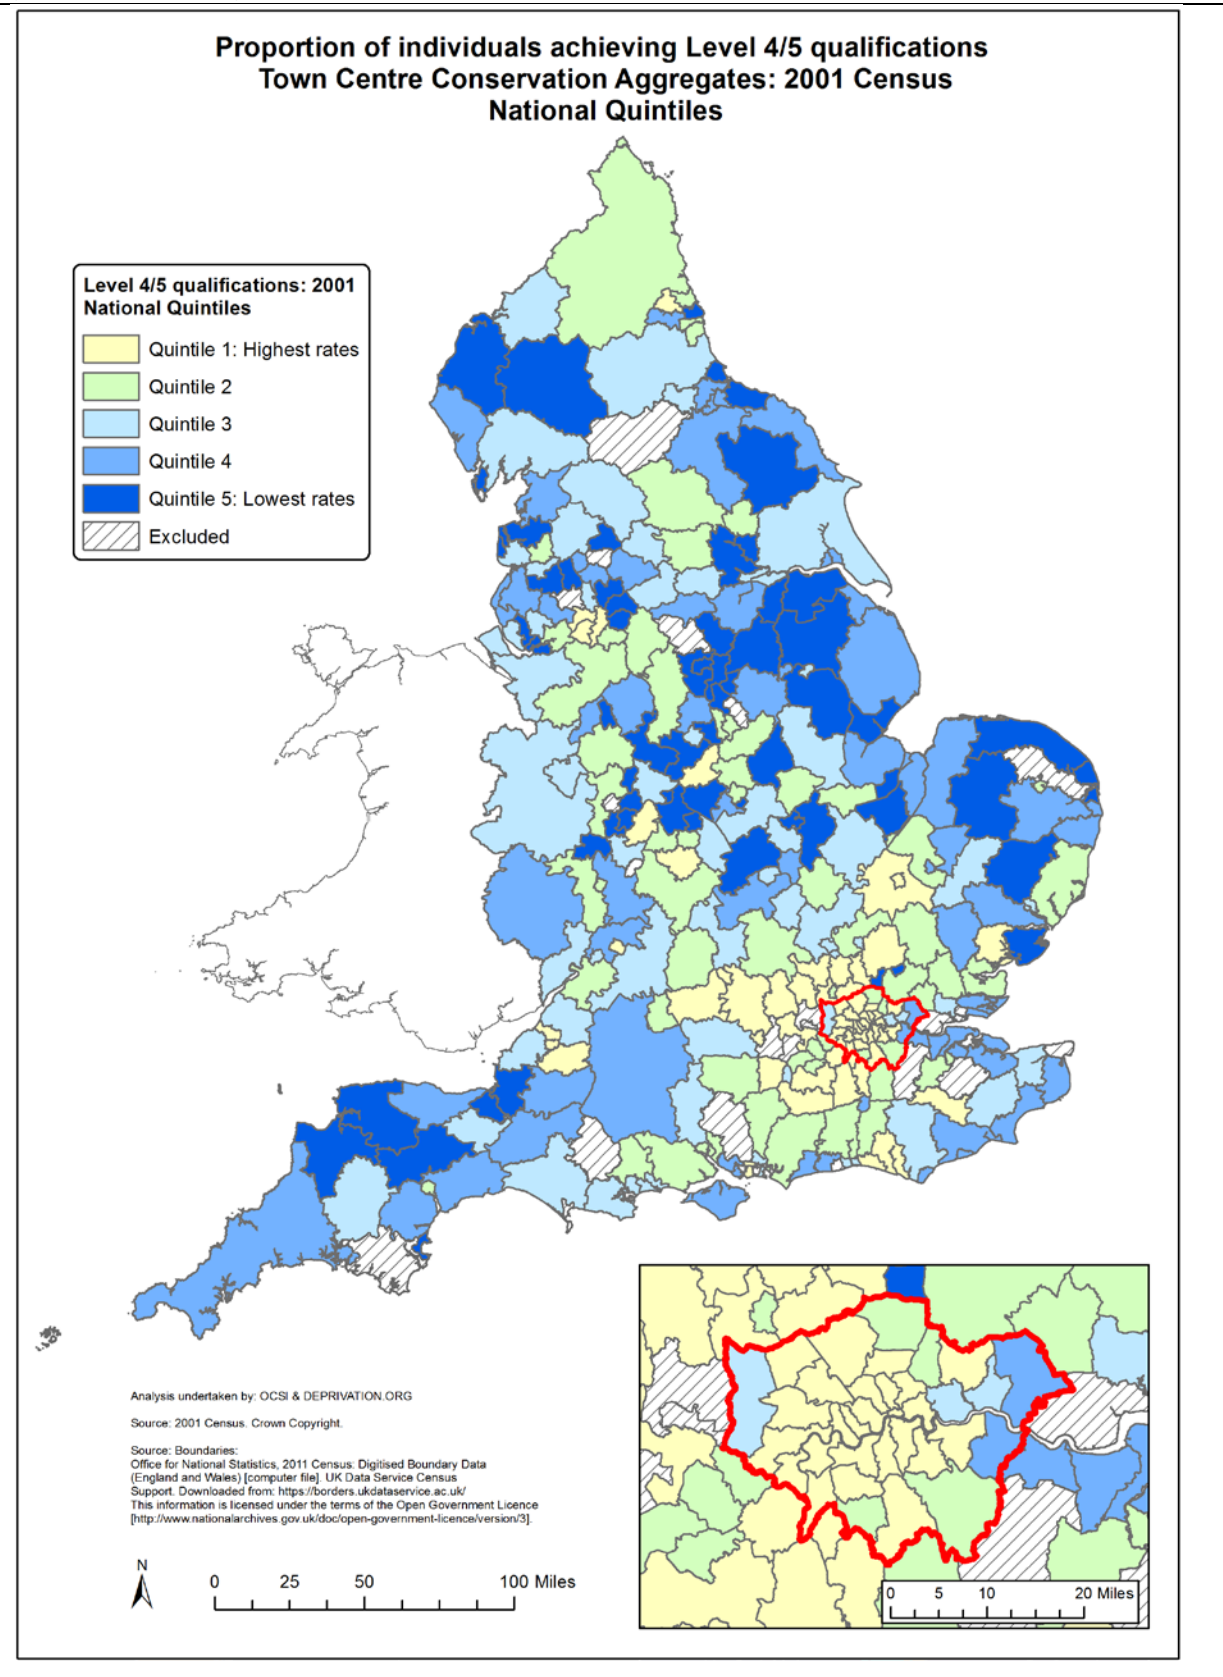 Proportion of individuals achieving Level 4/5 qualifications
Town Centre Conservation Aggregates: 2001 Census
National Quintiles
Level 4/5 qualifications: 2001
National Quintiles
Quintile 1: Highest rates
Quintile 2
Quintile 3
Quintile 4
Quintile 5: Lowest rates
Excluded
Analysis undertaken by: OCSI & DEPRIVATION.ORG
Source: 2001 Census. Crown Copyright.
Source: Boundaries:
Office for National Statistics, 2011 Census: Digitised Boundary Data
(England and Wales) [computer file]. UK Data Service Census
Support. Downloaded from: https://borders.ukdataservice.ac.uk/
This information is licensed under the terms of the Open Government Licence
[http://www.nationalarchives.gov.uk/doc/open-government-licence/version/3].
N
0 25 50 100 Miles
0 5 10 20 Miles